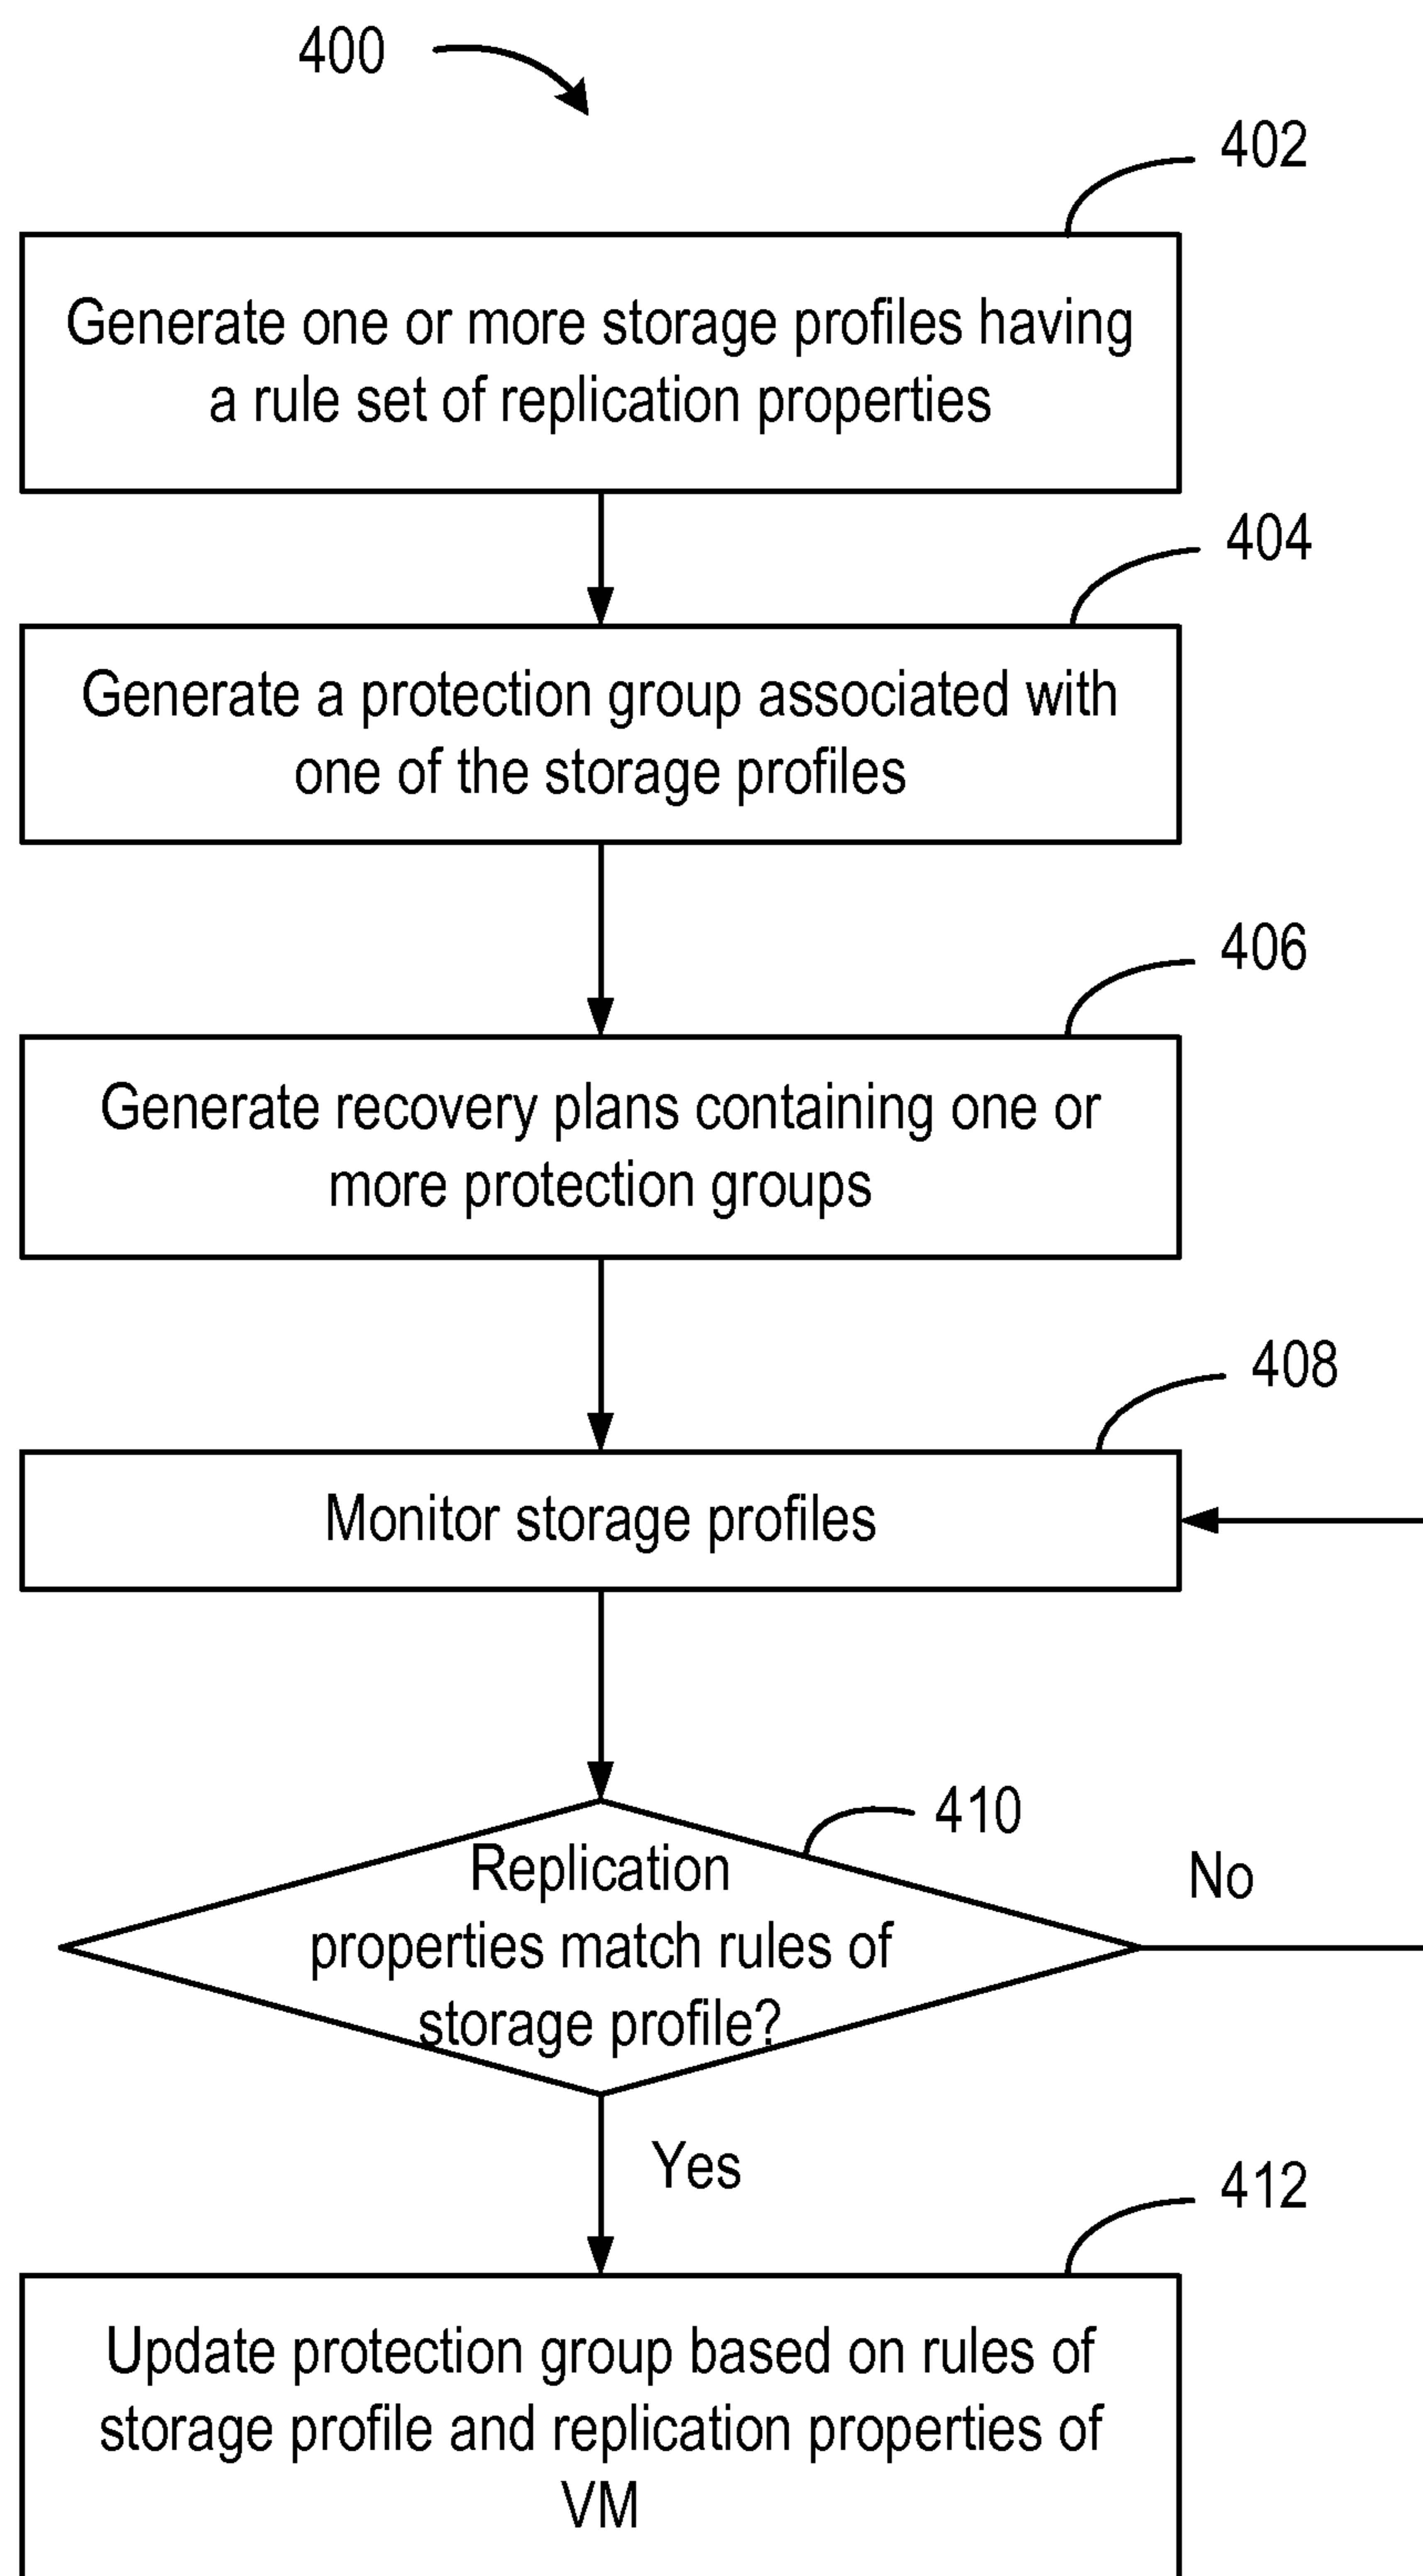 400
402
Generate one or more storage profiles having
a rule set of replication properties
404
Generate a protection group associated with
one of the storage profiles
406
Generate recovery plans containing one or
more protection groups
408
Monitor storage profiles
410
Replication
properties match rules of
storage profile?
No
Yes
412
Update protection group based on rules of
storage profile and replication properties of
VM